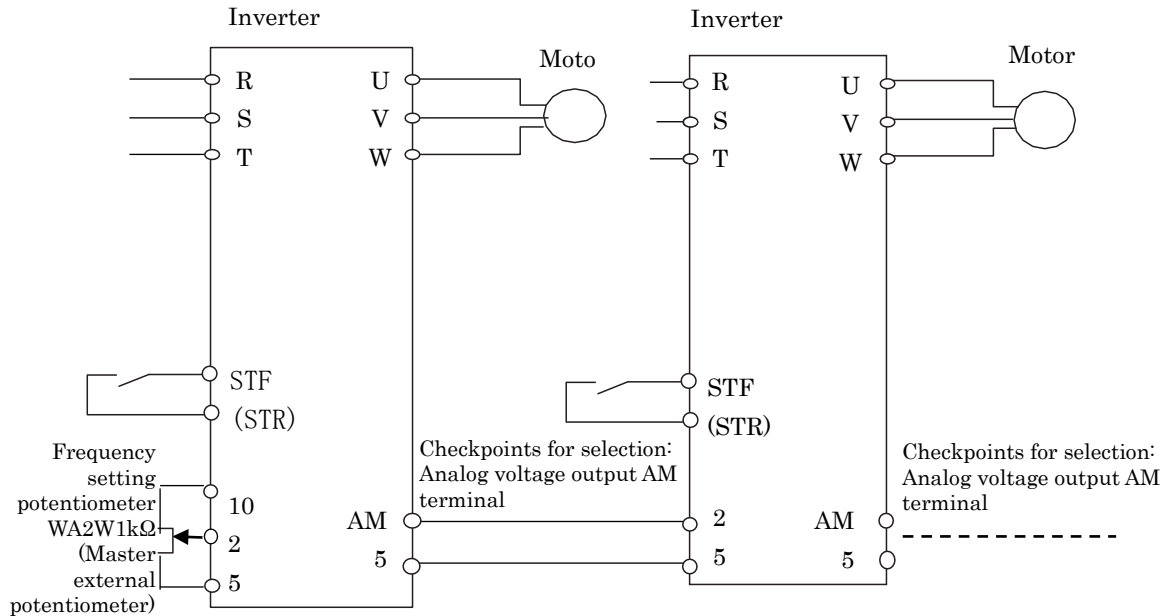 Inverter
Moto
R
S
T
U
V
W
STF
(STR)
Frequency
setting
potentiometer
WA2W1kΩ
(Master
external
potentiometer)
10
2
5
AM
5
Checkpoints for selection:
Analog voltage output AM
terminal
Inverter
Motor
R
S
T
U
V
W
STF
(STR)
2
5
AM
5
Checkpoints for selection:
Analog voltage output AM
terminal